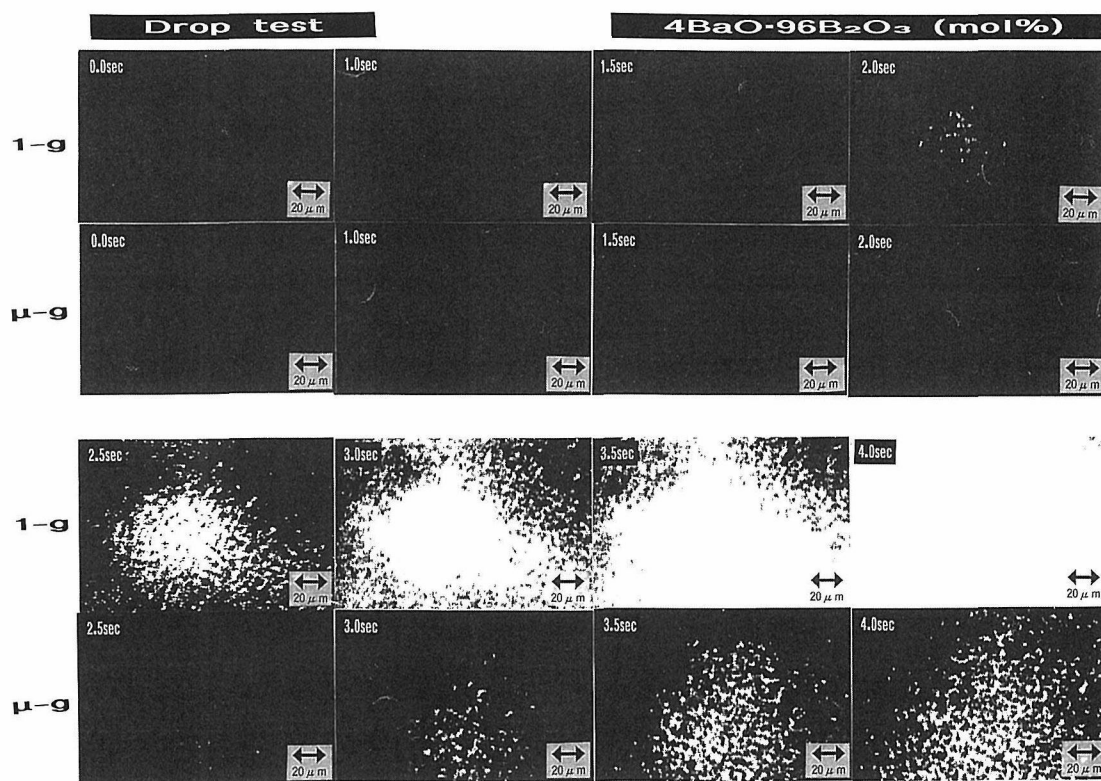 Drop test
4BaO-96B₂O₃ (mol%)
1-g
0.0sec
20 μm
1.0sec
20 μm
1.5sec
20 μm
2.0sec
20 μm
μ-g
0.0sec
20 μm
1.0sec
20 μm
1.5sec
20 μm
2.0sec
20 μm
1-g
2.5sec
20 μm
3.0sec
20 μm
3.5sec
20 μm
4.0sec
20 μm
μ-g
2.5sec
20 μm
3.0sec
20 μm
3.5sec
20 μm
4.0sec
20 μm